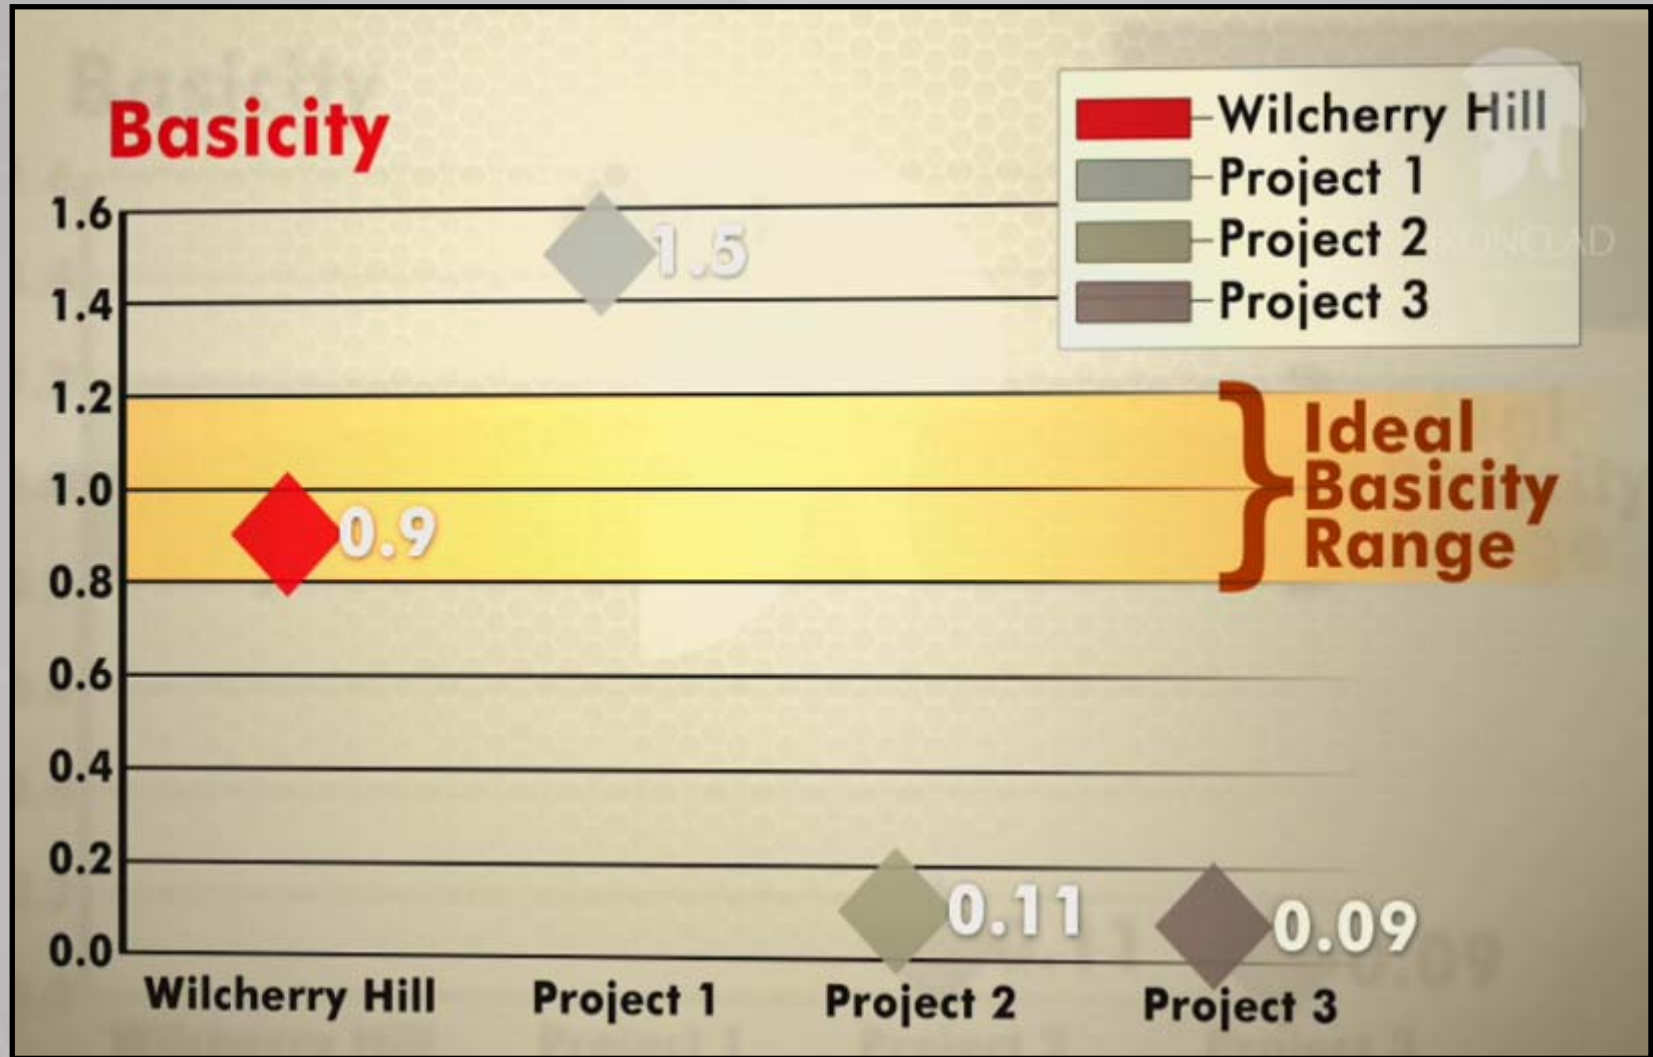 Basicity
Wilcherry Hill
Project 1
Project 2
Project 3
1.6
1.5
1.4
1.2
Ideal
Basicity
Range
1.0
0.9
0.8
0.6
0.4
0.2
0.11
0.09
0.0
Wilcherry Hill
Project 1
Project 2
Project 3